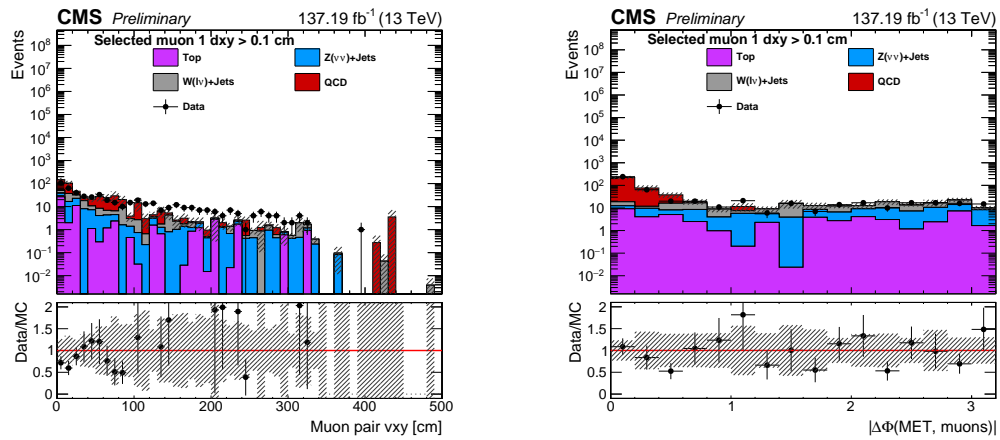 CMS Preliminary 137.19 fb⁻¹ (13 TeV)
Selected muon 1 dxy > 0.1 cm
Top Z(νν)+Jets
W(lν)+Jets QCD
Data
Events
10⁸
10⁷
10⁶
10⁵
10⁴
10³
10²
10
1
10⁻¹
10⁻²
Data/MC
2
1.5
1
0.5
0
0 100 200 300 400 500
Muon pair vxy [cm]
CMS Preliminary 137.19 fb⁻¹ (13 TeV)
Selected muon 1 dxy > 0.1 cm
Top Z(νν)+Jets
W(lν)+Jets QCD
Data
Events
10⁸
10⁷
10⁶
10⁵
10⁴
10³
10²
10
1
10⁻¹
10⁻²
Data/MC
2
1.5
1
0.5
0
0 1 2 3
|ΔΦ(MET, muons)|